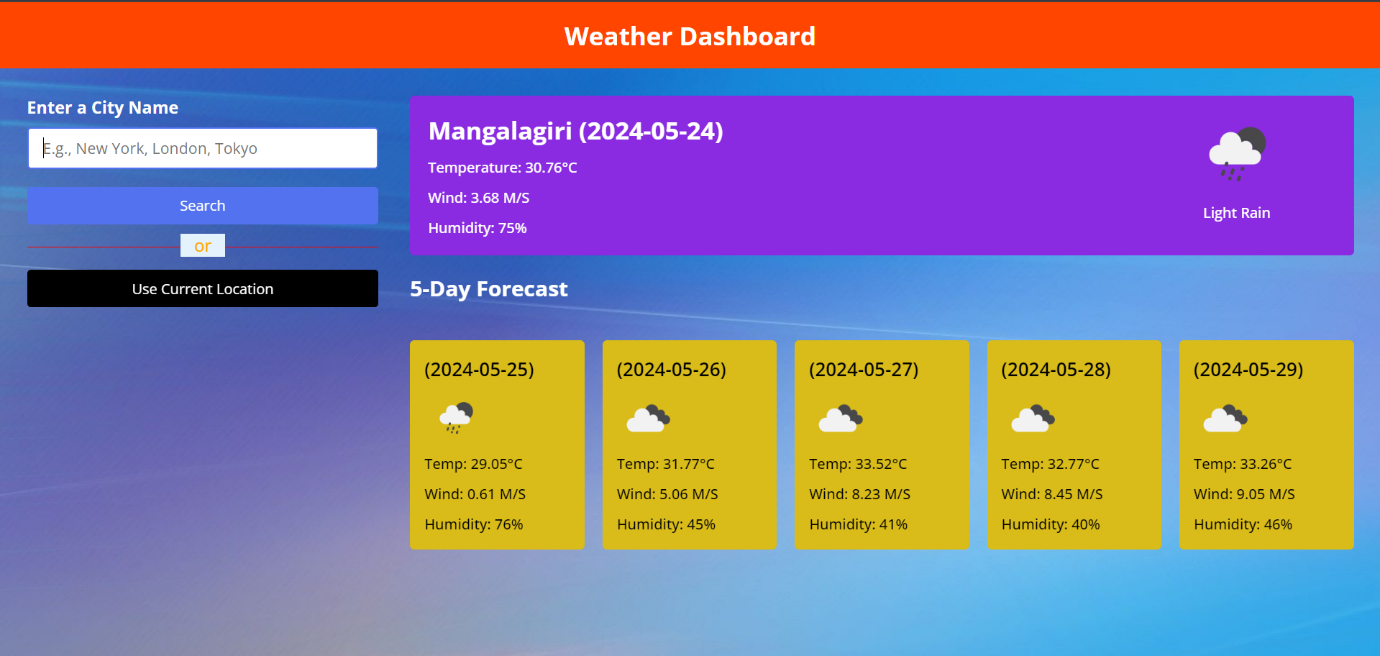 Weather Dashboard
Enter a City Name
E.g., New York, London, Tokyo
Search
or
Use Current Location
Mangalagiri (2024-05-24)
Temperature: 30.76°C
Wind: 3.68 M/S
Humidity: 75%
Light Rain
5-Day Forecast
(2024-05-25)
Temp: 29.05°C
Wind: 0.61 M/S
Humidity: 76%
(2024-05-26)
Temp: 31.77°C
Wind: 5.06 M/S
Humidity: 45%
(2024-05-27)
Temp: 33.52°C
Wind: 8.23 M/S
Humidity: 41%
(2024-05-28)
Temp: 32.77°C
Wind: 8.45 M/S
Humidity: 40%
(2024-05-29)
Temp: 33.26°C
Wind: 9.05 M/S
Humidity: 46%